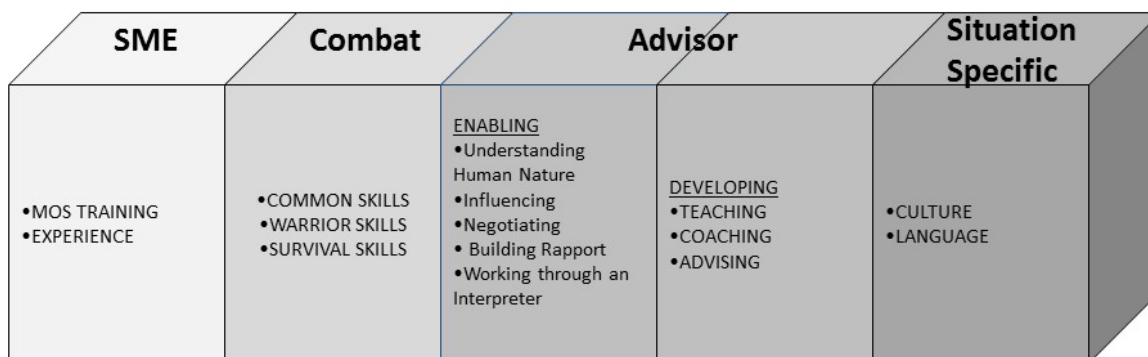 SME
Combat
Advisor
Situation
Specific
•MOS TRAINING
•EXPERIENCE
•COMMON SKILLS
•WARRIOR SKILLS
•SURVIVAL SKILLS
ENABLING
•Understanding
Human Nature
•Influencing
•Negotiating
• Building Rapport
•Working through an
Interpreter
DEVELOPING
•TEACHING
•COACHING
•ADVISING
•CULTURE
•LANGUAGE